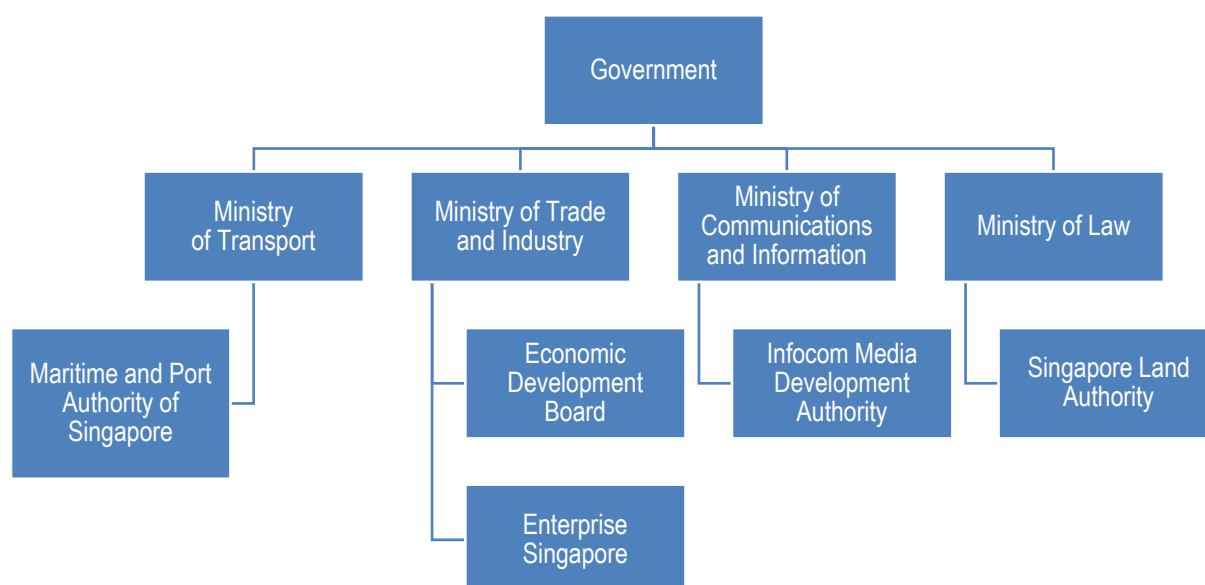 Government
Ministry
of Transport
Ministry of Trade
and Industry
Ministry of
Communications
and Information
Ministry of Law
Maritime and Port
Authority of
Singapore
Economic
Development
Board
Infocom Media
Development
Authority
Singapore Land
Authority
Enterprise
Singapore